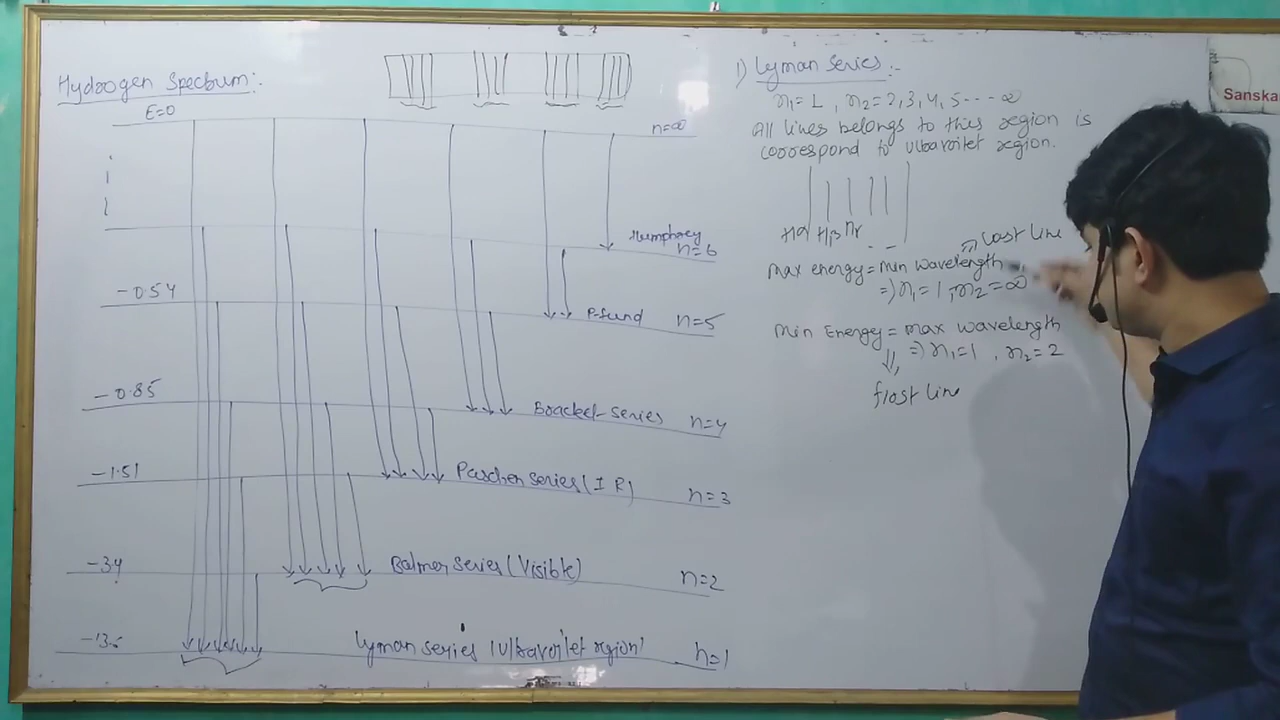 Hydrogen Spectrum:-
E=0
n=∞
Humphrey
n=6
-0.54
P-fund n=5
-0.85
Bracket-series n=4
-1.51
Paschen series (I R) n=3
-3.4
Balmer series (Visible) n=2
-13.6
Lyman series (Ultraviolet region) n=1
1) Lyman Series:-
n₁=1, n₂=2,3,4,5---∞
All lines belongs to this region is
correspond to ultraviolet region.
Hα Hβ Hγ - -
⇒ Last line
max energy = min wavelength
⇒ n₁=1, n₂=∞
min Energy = max wavelength
⇒ n₁=1, n₂=2
⇓
first line
Sanska